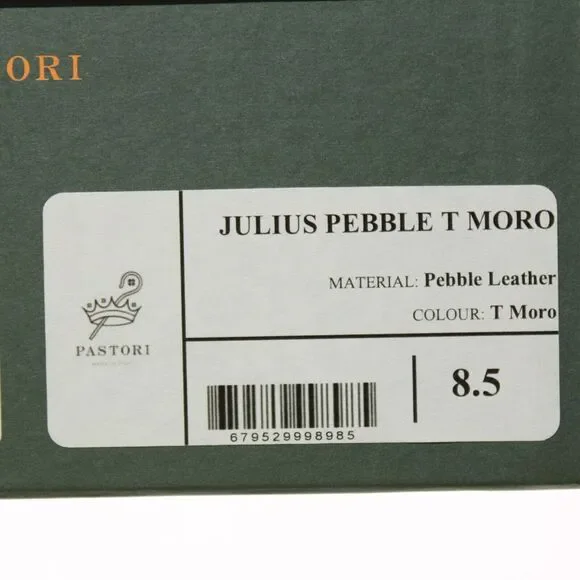 ORI
JULIUS PEBBLE T MORO
MATERIAL: Pebble Leather
COLOUR: T Moro
PASTORI
8.5
679529998985